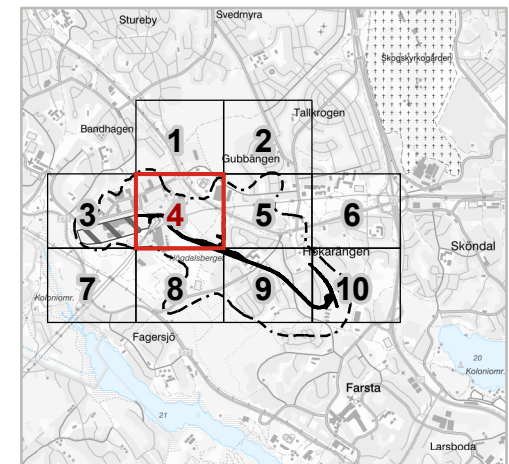 Svedmyra
Stureby
Skogskyrkogården
Tallkrogen
Bandhagen
1
2
Gubbängen
3
4
5
6
Sköndal
Hökarängen
Högdalsberget
7
8
9
10
Koloniomr.
Fagersjö
20
Koloniomr.
Farsta
21
Larsboda